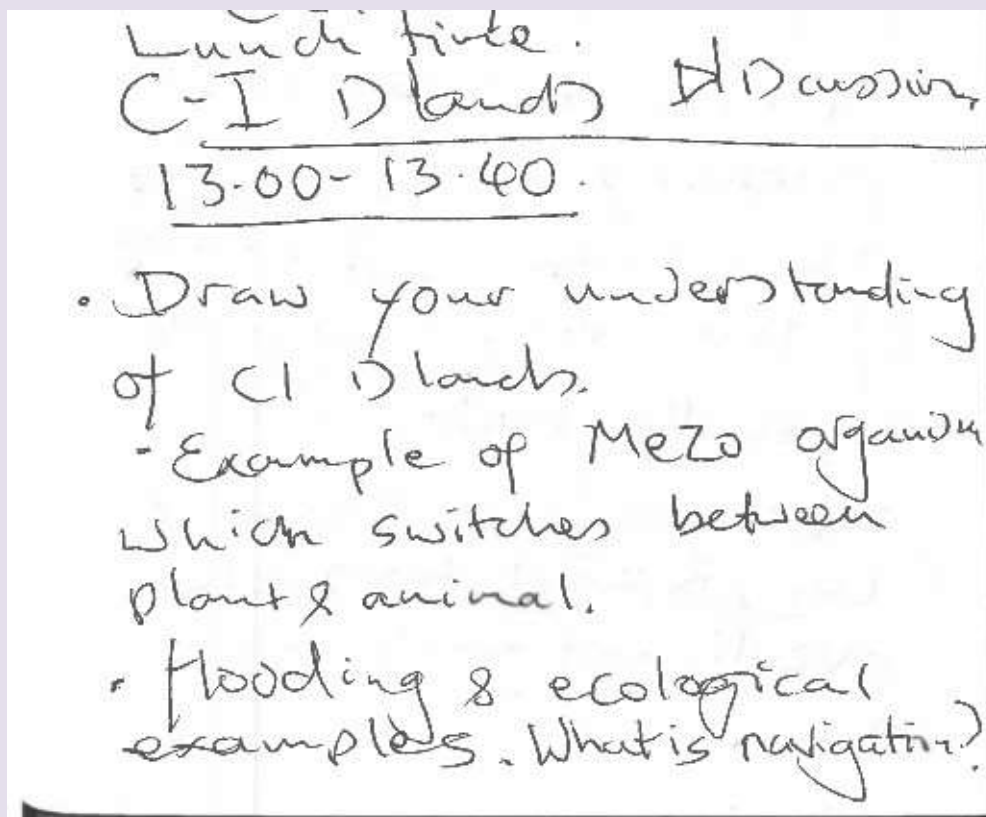 Lunch time.
C-I Islands Discussion
13.00-13.40.
• Draw your understanding
of CI Islands.
- Example of Mezo organism
which switches between
plant & animal.
• Flooding & ecological
examples. What is navigation?